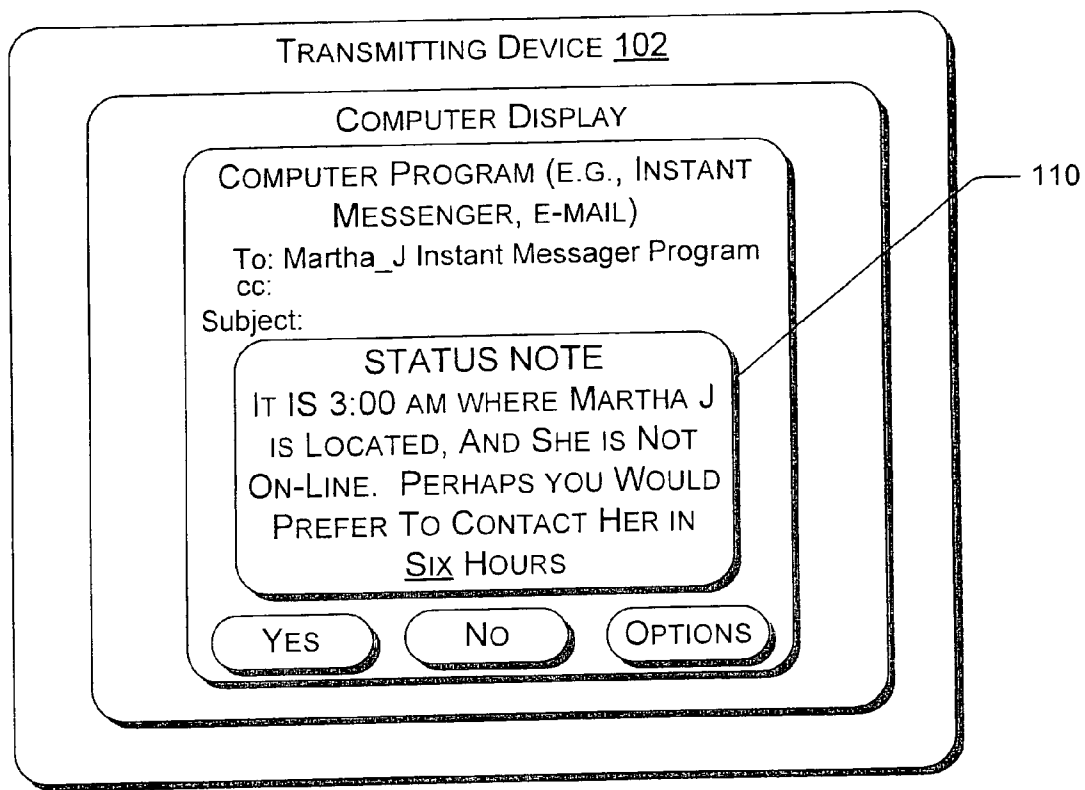 TRANSMITTING DEVICE 102
COMPUTER DISPLAY
COMPUTER PROGRAM (E.G., INSTANT
MESSENGER, E-MAIL)
110
To: Martha_J Instant Messager Program
cc:
Subject:
STATUS NOTE
IT IS 3:00 AM WHERE MARTHA J
IS LOCATED, AND SHE IS NOT
ON-LINE. PERHAPS YOU WOULD
PREFER TO CONTACT HER IN
SIX HOURS
YES NO OPTIONS